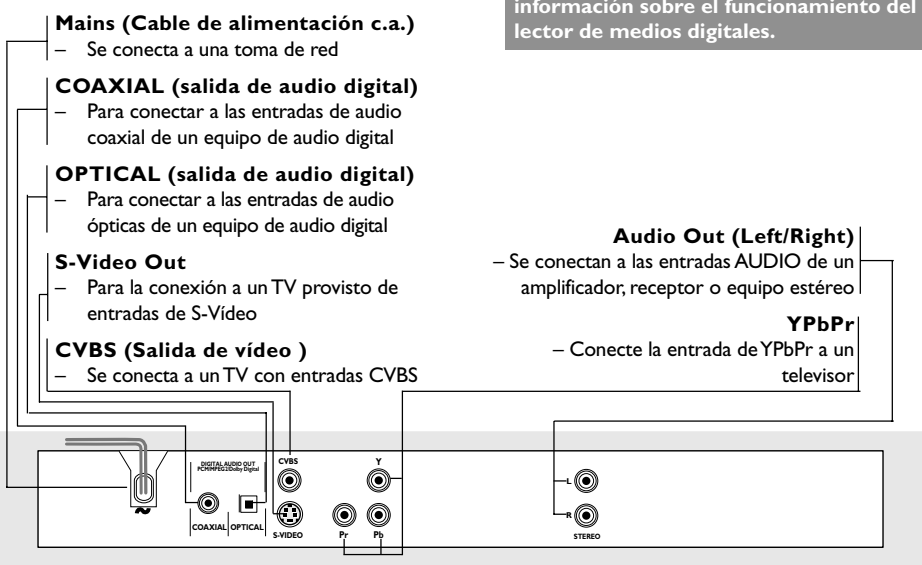 información sobre el funcionamiento del
lector de medios digitales.
Mains (Cable de alimentación c.a.)
– Se conecta a una toma de red
COAXIAL (salida de audio digital)
– Para conectar a las entradas de audio
coaxial de un equipo de audio digital
OPTICAL (salida de audio digital)
– Para conectar a las entradas de audio
ópticas de un equipo de audio digital
S-Video Out
– Para la conexión a un TV provisto de
entradas de S-Vídeo
CVBS (Salida de vídeo )
– Se conecta a un TV con entradas CVBS
Audio Out (Left/Right)
– Se conectan a las entradas AUDIO de un
amplificador, receptor o equipo estéreo
YPbPr
– Conecte la entrada de YPbPr a un
televisor
DIGITAL AUDIO OUT
PCM/MPEG2/Dolby Digital
COAXIAL
OPTICAL
CVBS
S-VIDEO
Y
Pr
Pb
L
R
STEREO